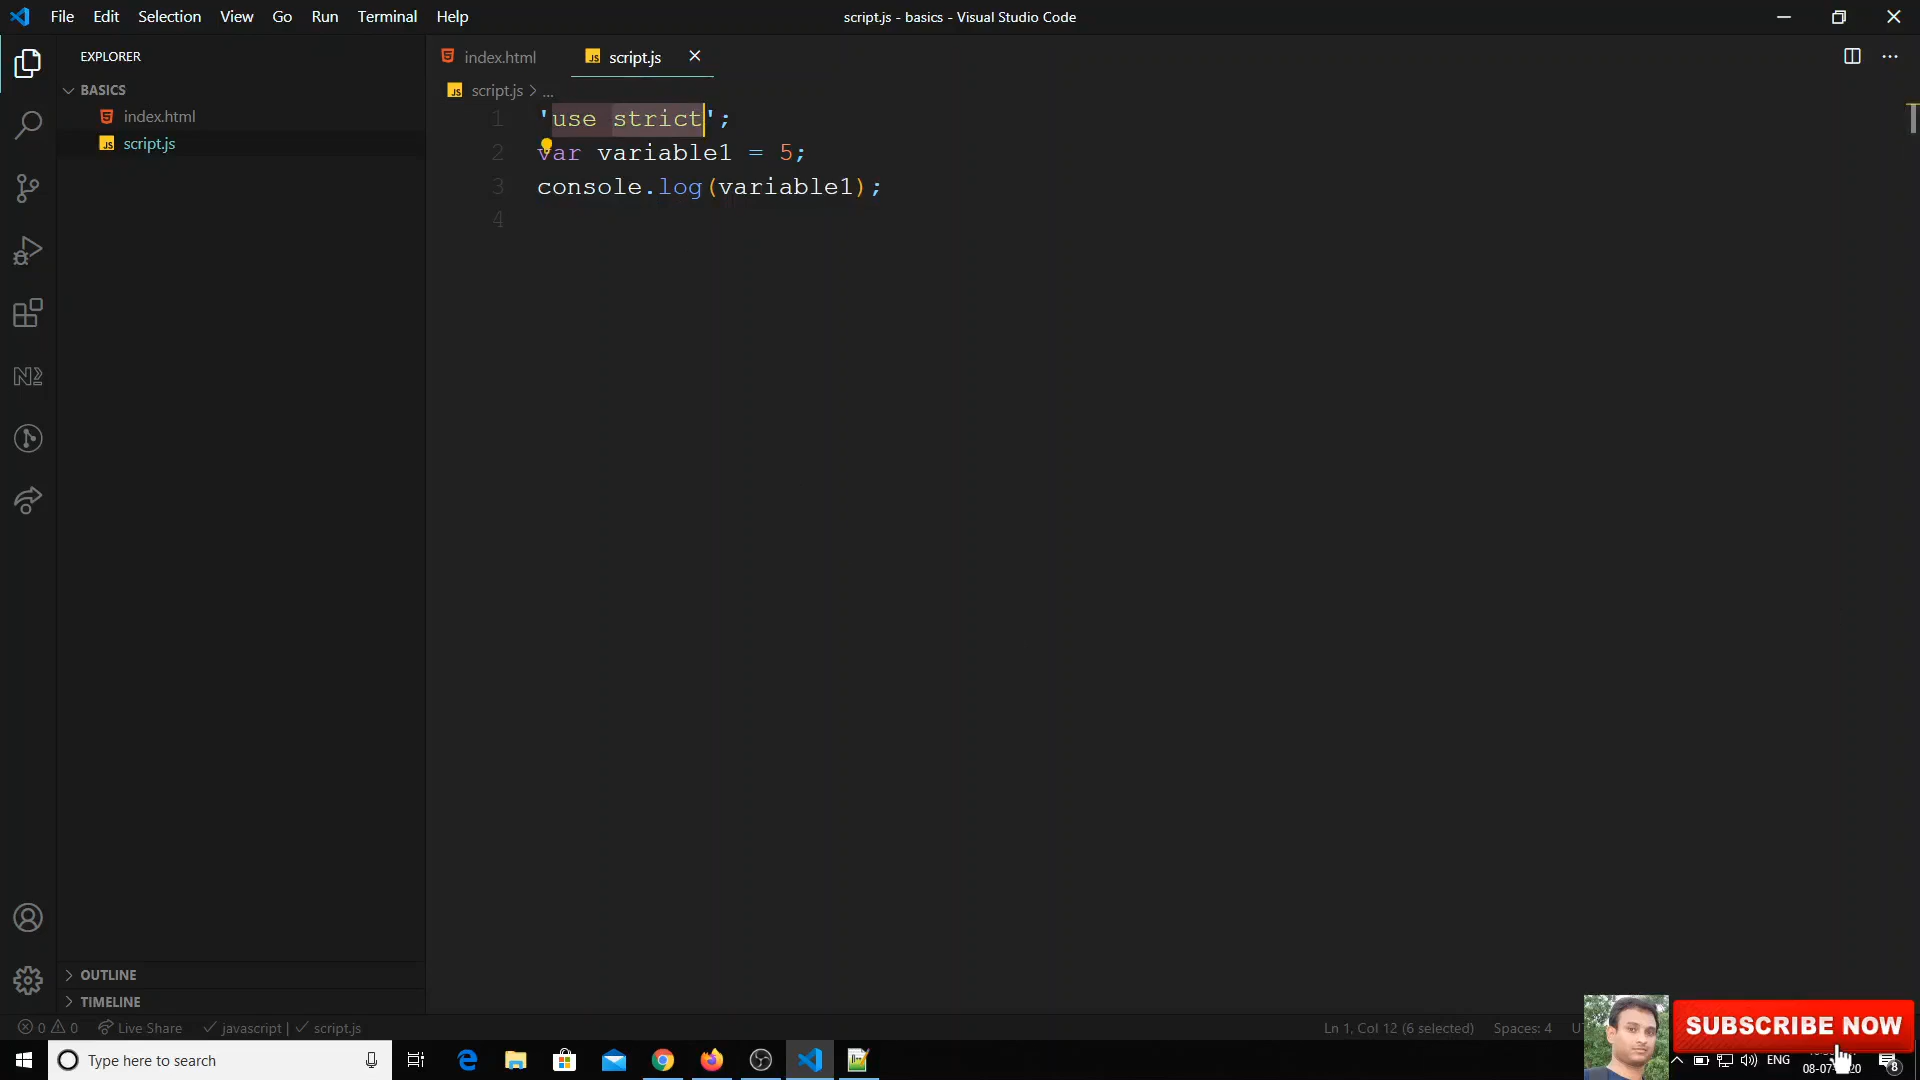 File Edit Selection View Go Run Terminal Help
script.js - basics - Visual Studio Code
EXPLORER
BASICS
index.html
script.js
OUTLINE
TIMELINE
index.html
script.js
script.js > ...
1 'use strict';
2 var variable1 = 5;
3 console.log(variable1);
4
0 0 Live Share javascript | script.js
Ln 1, Col 12 (6 selected) Spaces: 4
SUBSCRIBE NOW
Type here to search
ENG
8